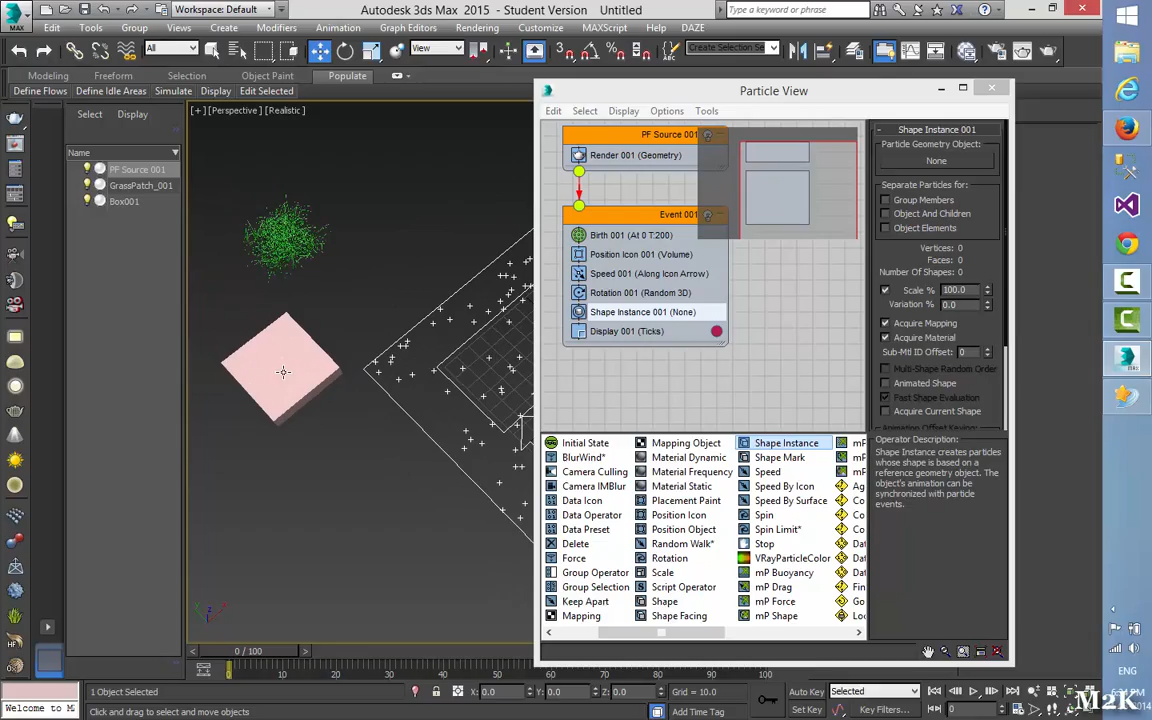 Workspace: Default
Autodesk 3ds Max 2015 - Student Version Untitled
Type a keyword or phrase
Edit Tools Group Views Create Modifiers Animation Graph Editors Rendering Customize MAXScript DAZE
All
View
Create Selection Se
Modeling Freeform Selection Object Paint Populate
Define Flows Define Idle Areas Simulate Display Edit Selected
Select Display
Name
PF Source 001
GrassPatch_001
Box001
[+] [Perspective] [Realistic]
Particle View
Edit Select Display Options Tools
PF Source 001
Render 001 (Geometry)
Event 001
Birth 001 (At 0 T:200)
Position Icon 001 (Volume)
Speed 001 (Along Icon Arrow)
Rotation 001 (Random 3D)
Shape Instance 001 (None)
Display 001 (Ticks)
Shape Instance 001
Particle Geometry Object:
None
Separate Particles for:
Group Members
Object And Children
Object Elements
Vertices: 0
Faces: 0
Number Of Shapes: 0
Scale % 100.0
Variation % 0.0
Acquire Mapping
Acquire Material
Sub-Mtl ID Offset: 0
Multi-Shape Random Order
Animated Shape
Past Shape Evaluation
Acquire Current Shape
Animation Offset Keying:
Operator Description:
Shape Instance creates particles
whose shape is based on a
reference geometry object. The
object's animation can be
synchronized with particle
events.
Initial State Mapping Object Shape Instance
BlurWind* Material Dynamic Shape Mark
Camera Culling Material Frequency Speed
Camera IMBlur Material Static Speed By Icon
Data Icon Placement Paint Speed By Surface
Data Operator Position Icon Spin
Data Preset Position Object Spin Limit*
Delete Random Walk* Stop
Force Rotation VRayParticleColor
Group Operator Scale mP Buoyancy
Group Selection Script Operator mP Drag
Keep Apart Shape mP Force
Mapping Shape Facing mP Shape
0 / 100
0 10 20 30 40 50 60 70 80 90 100
1 Object Selected
X: 0.0 Y: 0.0 Z: 0.0 Grid = 10.0
Auto Key Selected
Welcome to M
Click and drag to select and move objects
Add Time Tag
Set Key Key Filters...
0
ENG
M2K